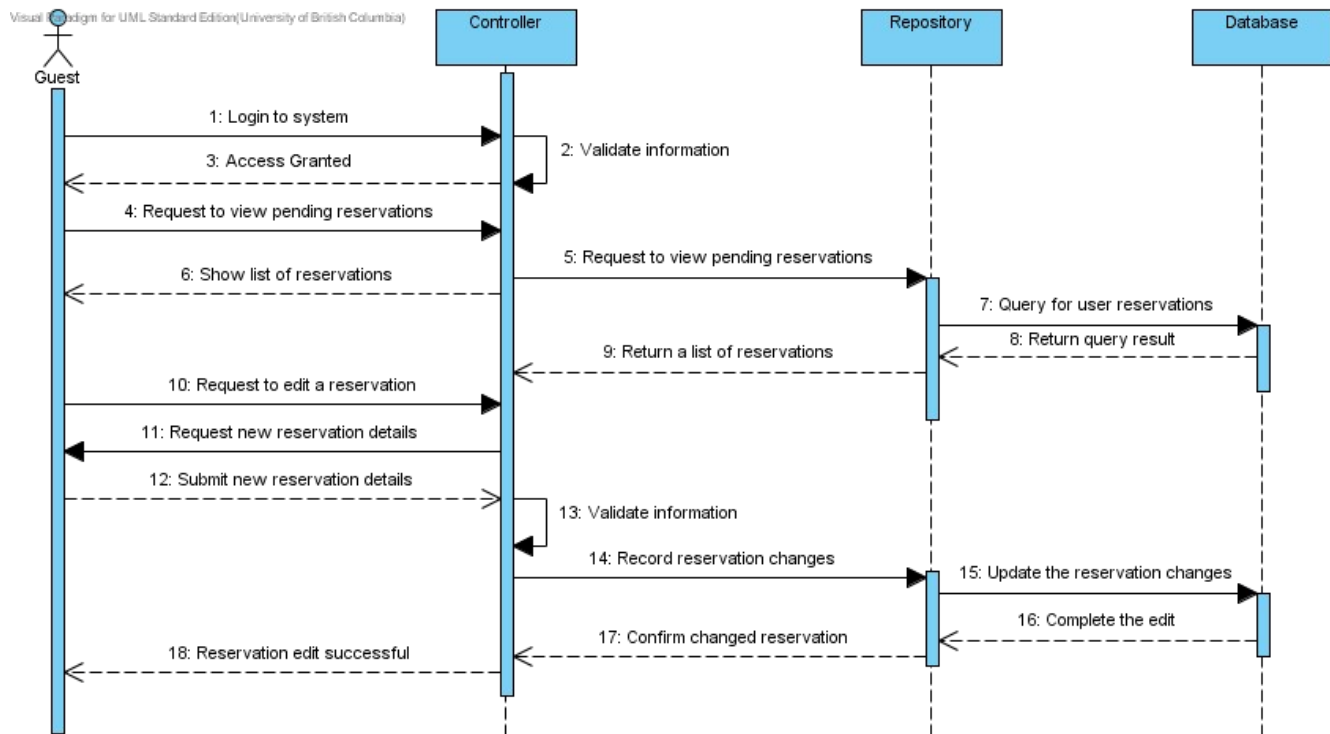 Visual Paradigm for UML Standard Edition(University of British Columbia)
Controller
Repository
Database
Guest
1: Login to system
2: Validate information
3: Access Granted
4: Request to view pending reservations
5: Request to view pending reservations
6: Show list of reservations
7: Query for user reservations
8: Return query result
9: Return a list of reservations
10: Request to edit a reservation
11: Request new reservation details
12: Submit new reservation details
13: Validate information
14: Record reservation changes
15: Update the reservation changes
16: Complete the edit
17: Confirm changed reservation
18: Reservation edit successful